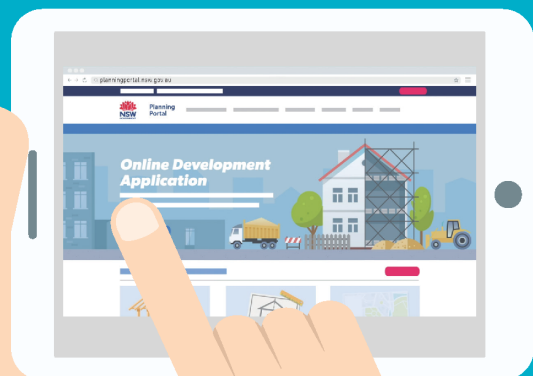 planningportal.nsw.gov.au
NSW
Planning
Portal
Online Development
Application